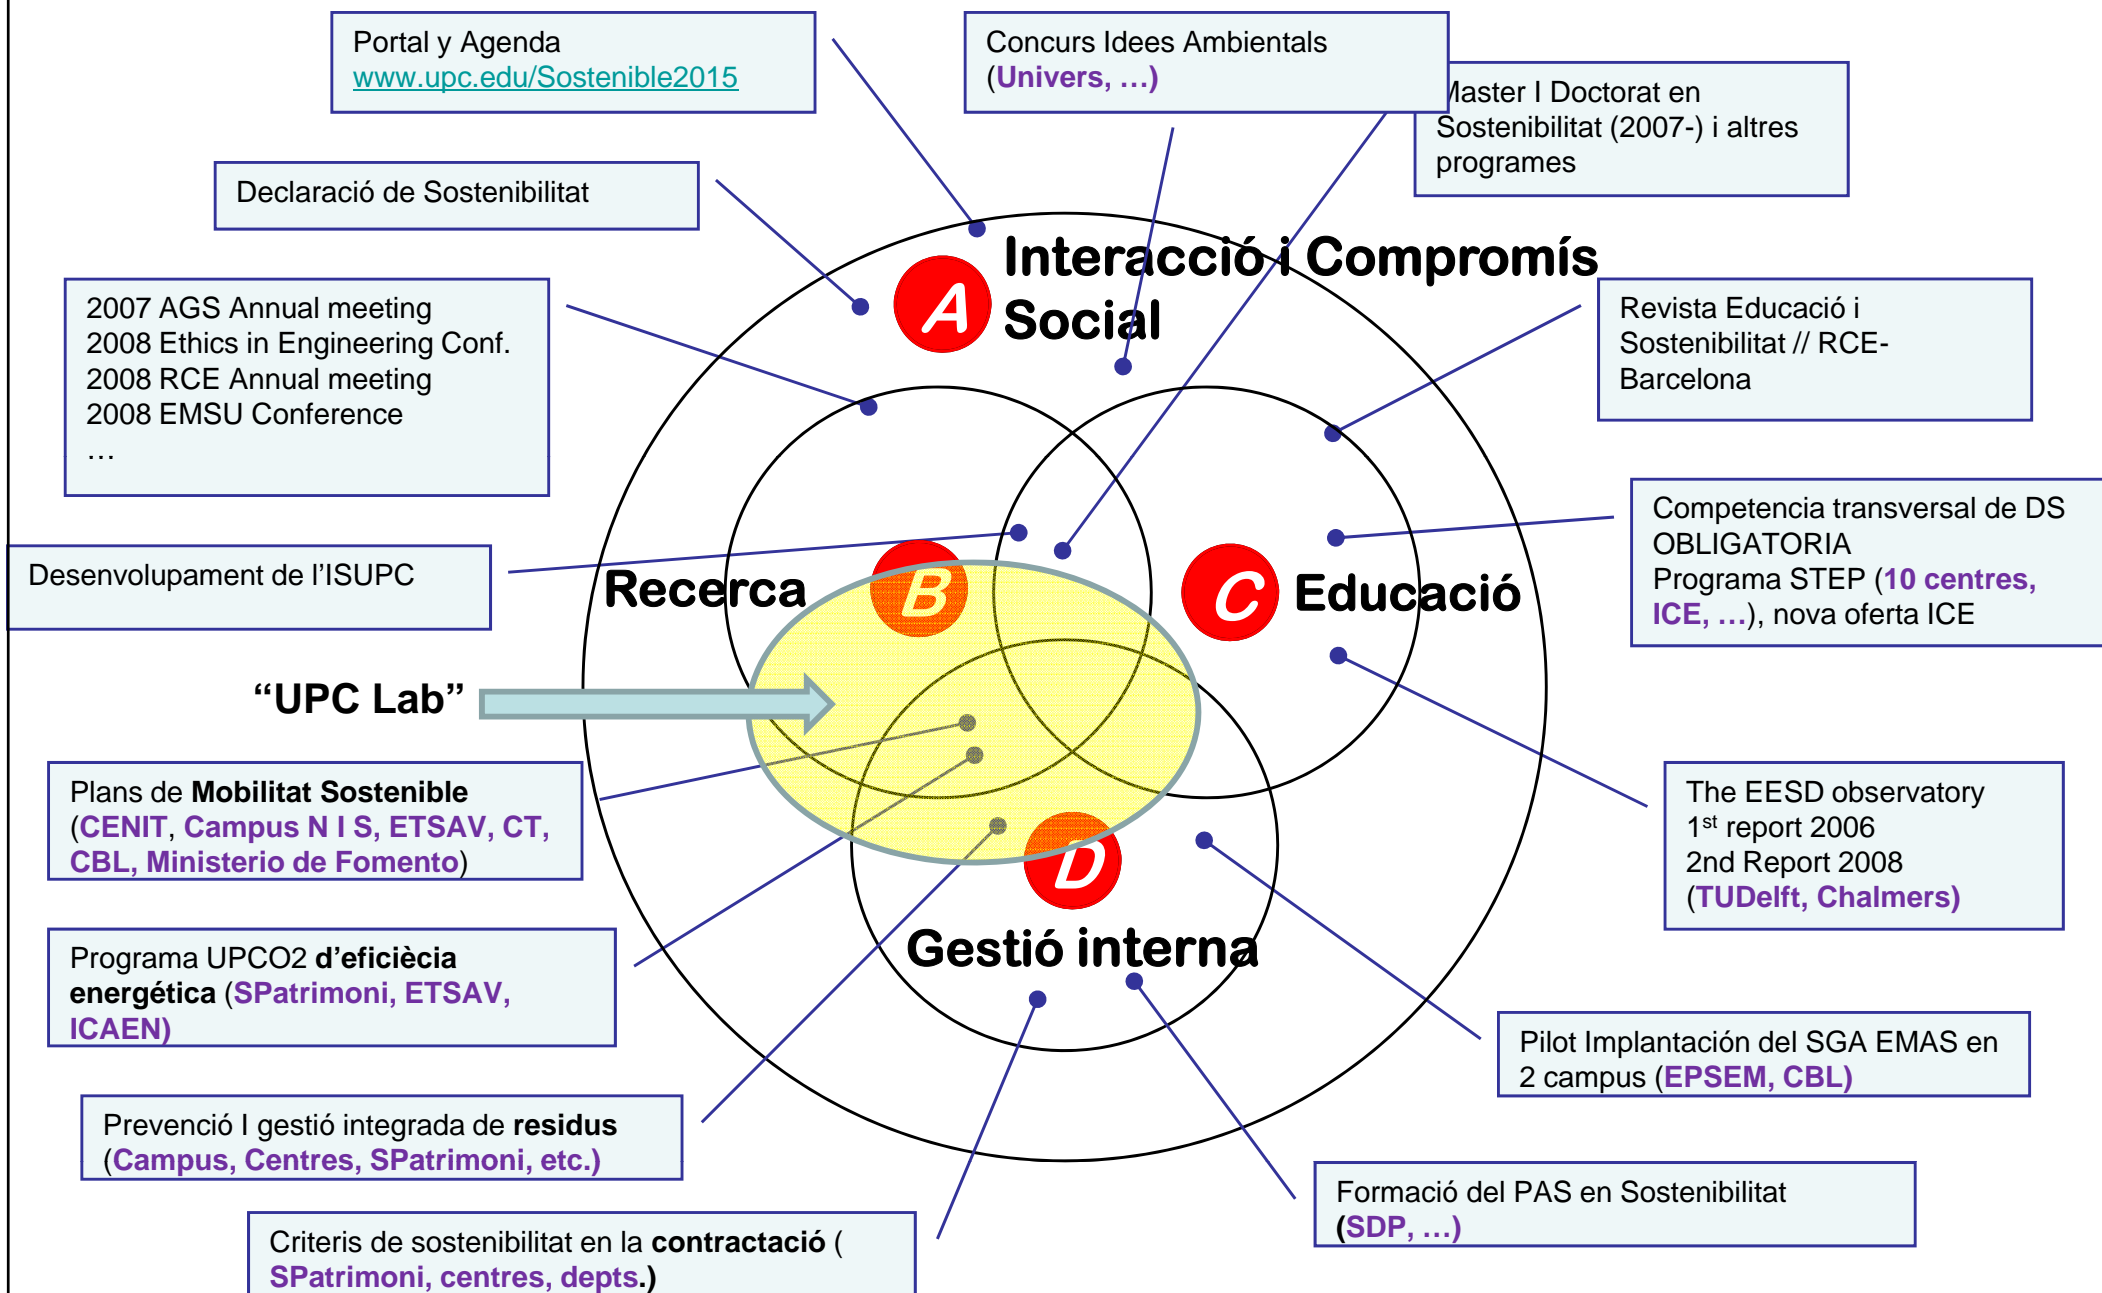 Portal y Agenda
www.upc.edu/Sostenible2015
Concurs Idees Ambientals
(Univers, …)
Master I Doctorat en
Sostenibilitat (2007-) i altres
programes
Declaració de Sostenibilitat
A
Interacció i Compromís
Social
2007 AGS Annual meeting
2008 Ethics in Engineering Conf.
2008 RCE Annual meeting
2008 EMSU Conference
…
Revista Educació i
Sostenibilitat // RCE-
Barcelona
Competencia transversal de DS
OBLIGATORIA
Programa STEP (10 centres,
ICE, …), nova oferta ICE
Desenvolupament de l’ISUPC
Recerca
B
C
Educació
“UPC Lab”
Plans de Mobilitat Sostenible
(CENIT, Campus N I S, ETSAV, CT,
CBL, Ministerio de Fomento)
The EESD observatory
1st report 2006
2nd Report 2008
(TUDelft, Chalmers)
D
Gestió interna
Programa UPCO2 d’eficiècia
energética (SPatrimoni, ETSAV,
ICAEN)
Pilot Implantación del SGA EMAS en
2 campus (EPSEM, CBL)
Prevenció I gestió integrada de residus
(Campus, Centres, SPatrimoni, etc.)
Formació del PAS en Sostenibilitat
(SDP, …)
Criteris de sostenibilitat en la contractació (
SPatrimoni, centres, depts.)